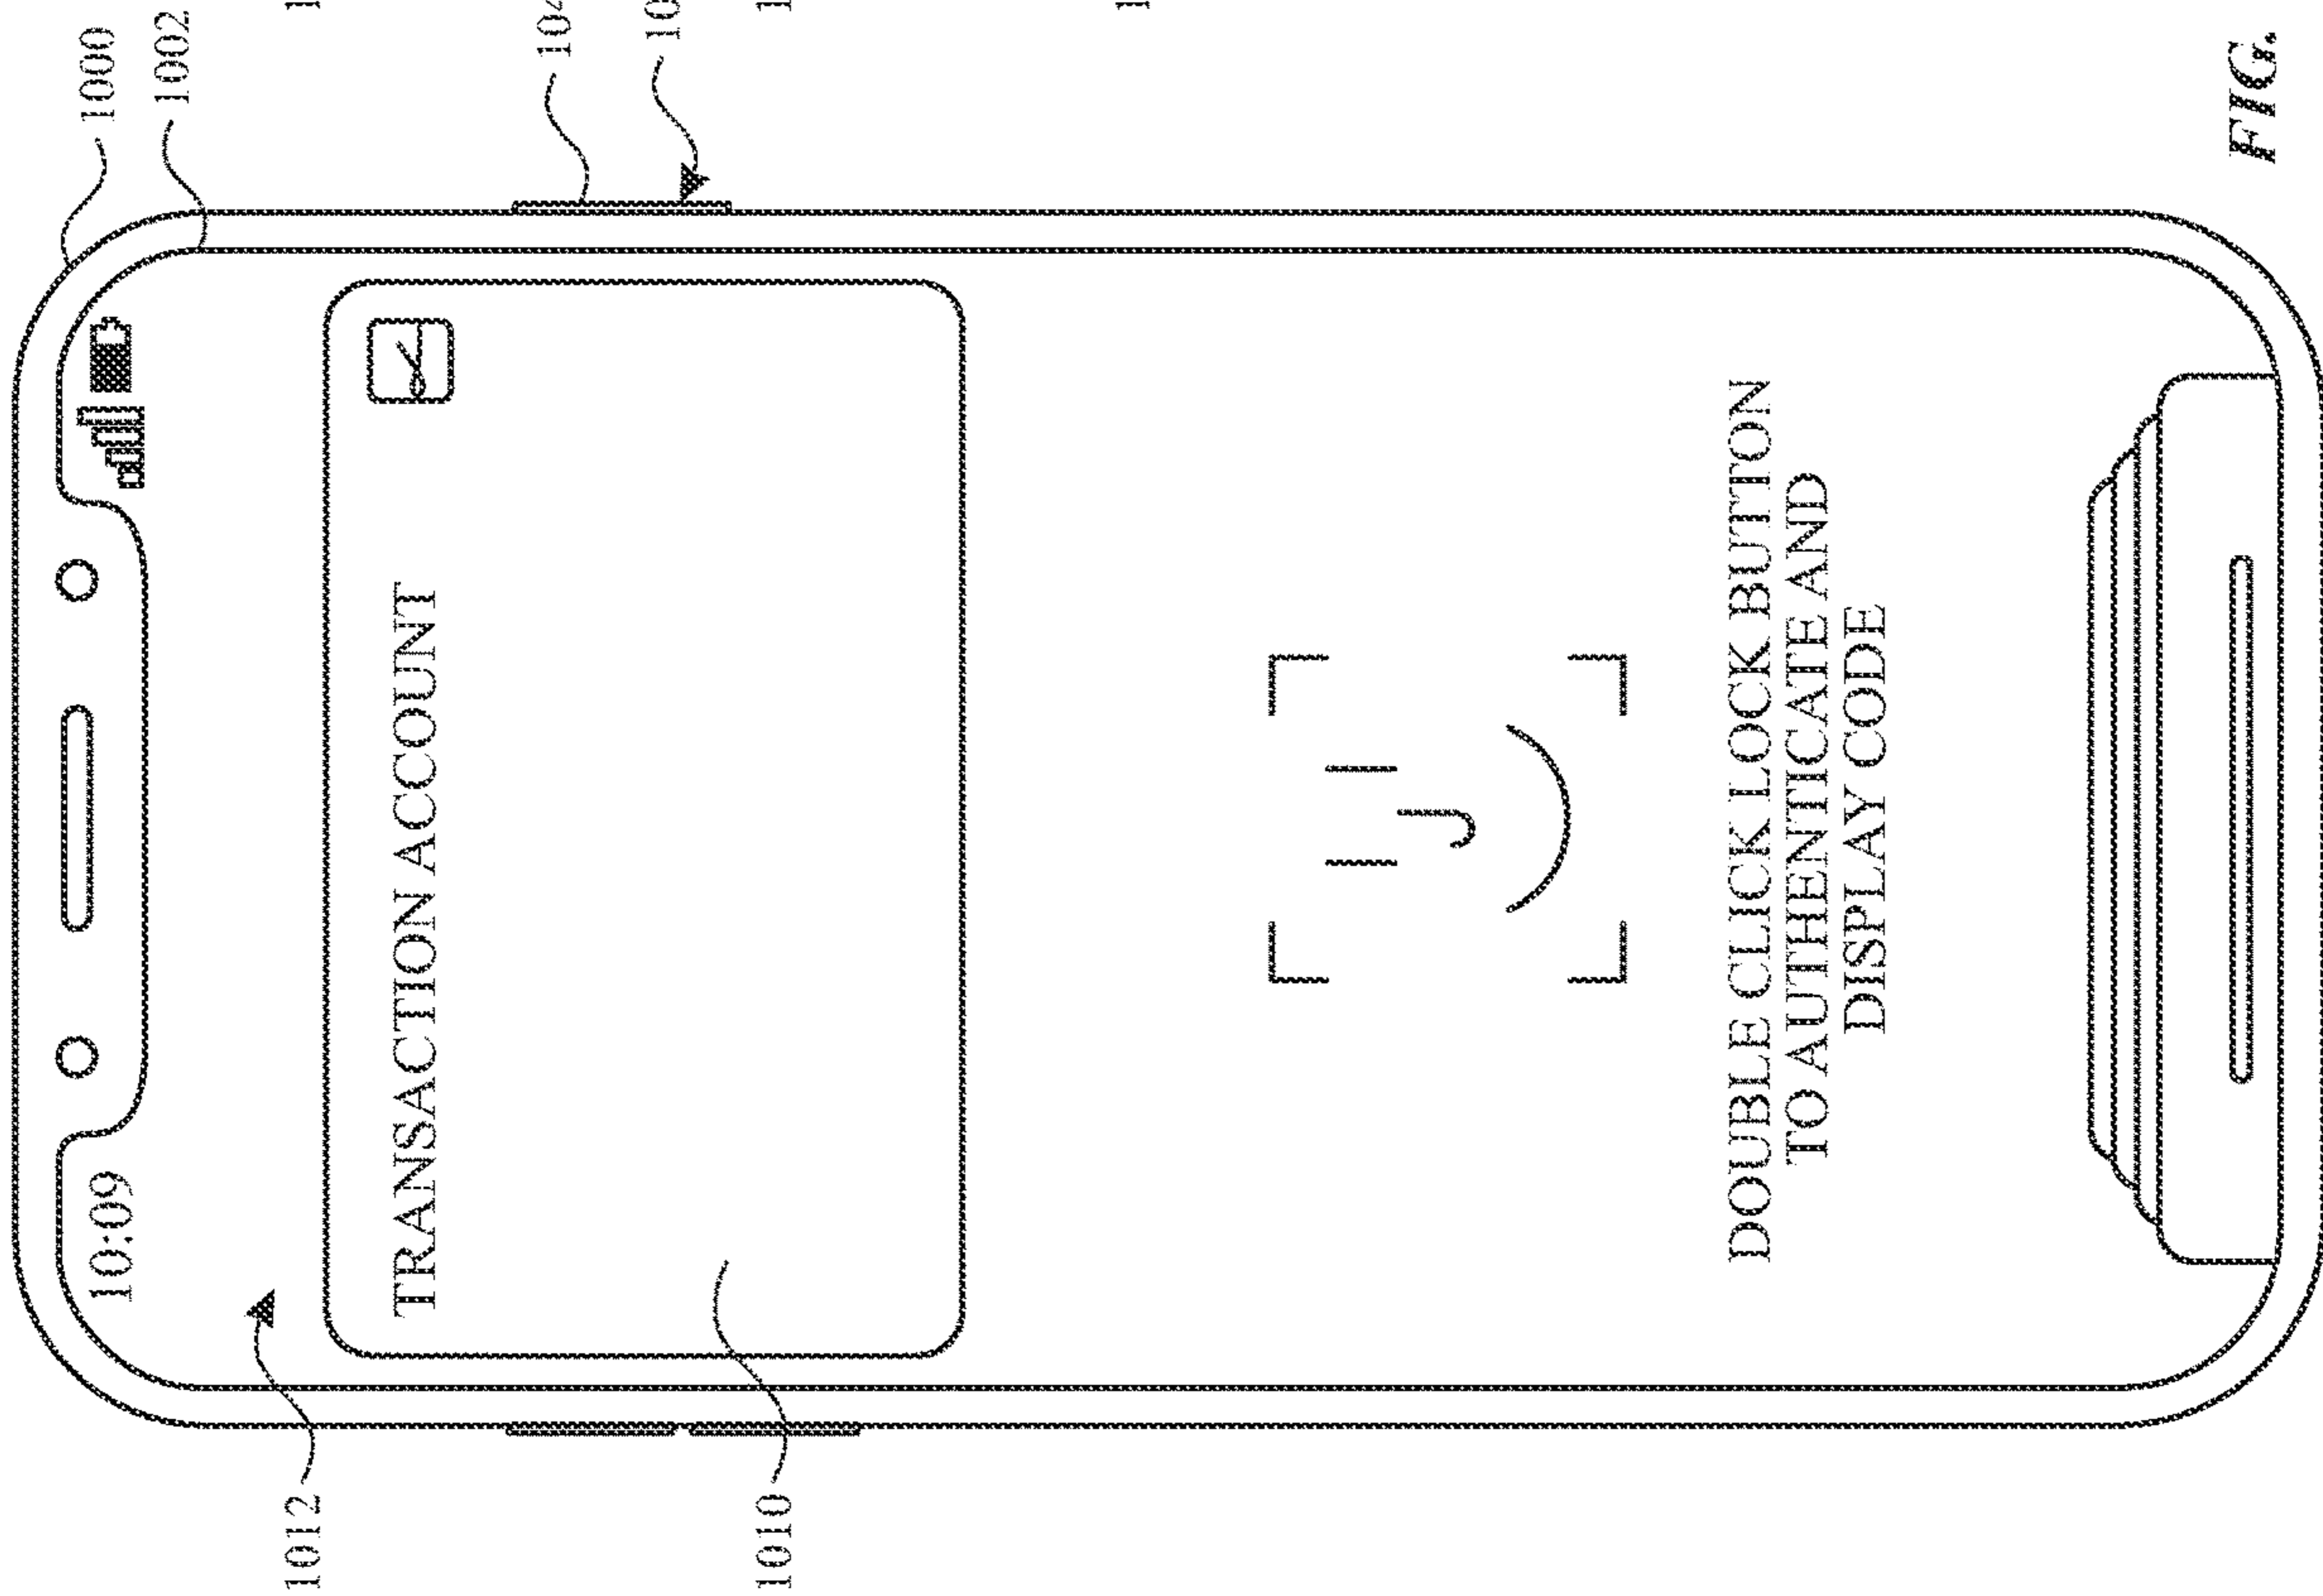 1000
1002
10:09
1012
TRANSACTION ACCOUNT
1010
DOUBLE CLICK LOCK BUTTON
TO AUTHENTICATE AND
DISPLAY CODE
FIG.